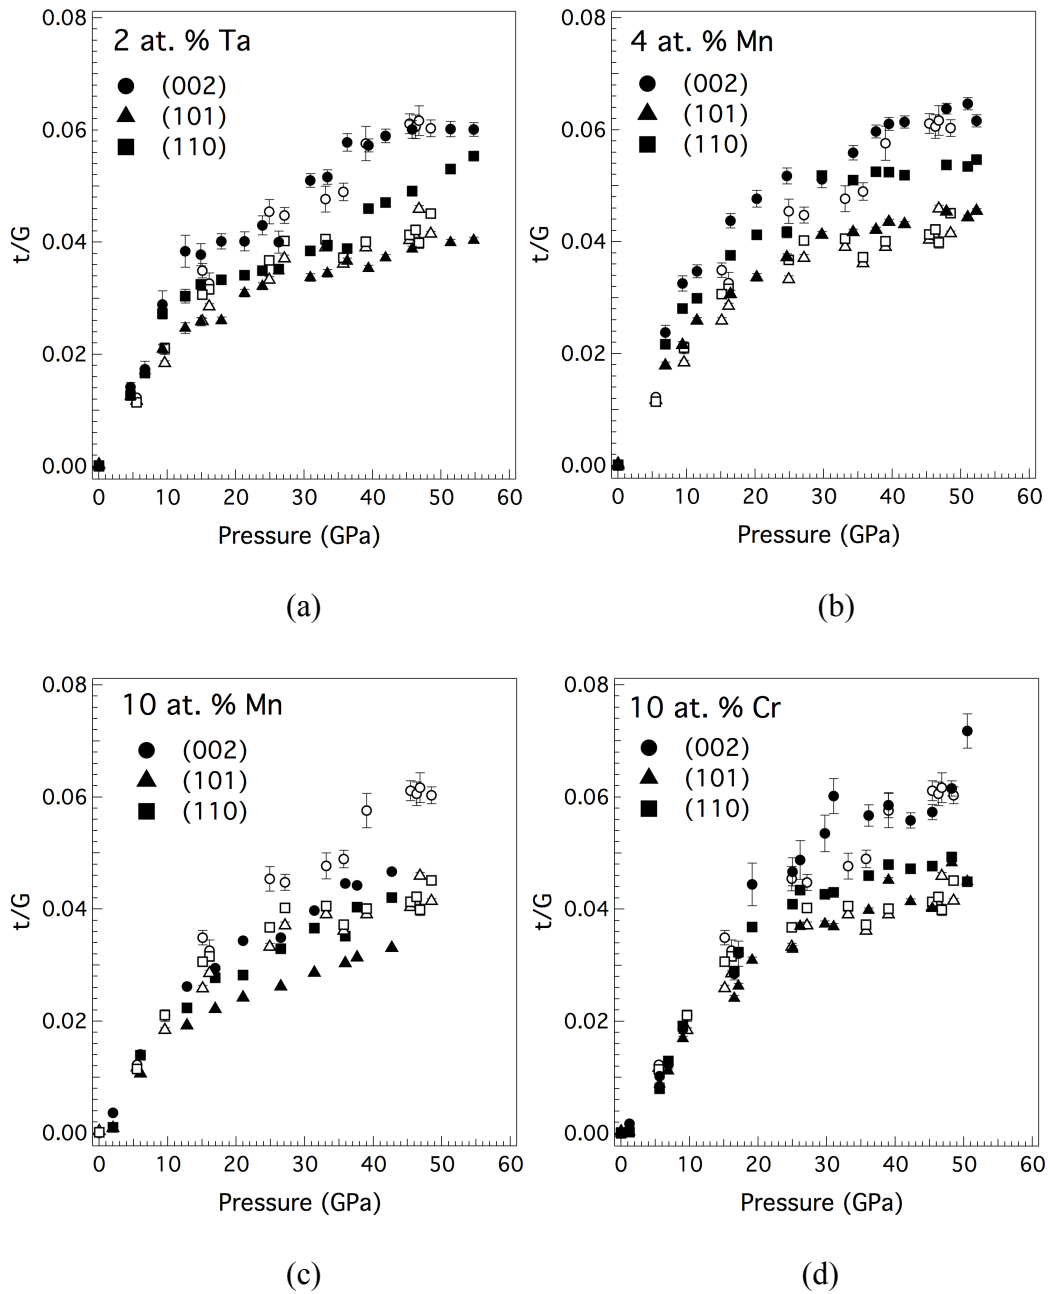 2 at. % Ta
(002)
(101)
(110)
0.08
0.06
0.04
0.02
0.00
t/G
0 10 20 30 40 50 60
Pressure (GPa)
(a)
4 at. % Mn
(002)
(101)
(110)
0.08
0.06
0.04
0.02
0.00
t/G
0 10 20 30 40 50 60
Pressure (GPa)
(b)
10 at. % Mn
(002)
(101)
(110)
0.08
0.06
0.04
0.02
0.00
t/G
0 10 20 30 40 50 60
Pressure (GPa)
(c)
10 at. % Cr
(002)
(101)
(110)
0.08
0.06
0.04
0.02
0.00
t/G
0 10 20 30 40 50 60
Pressure (GPa)
(d)